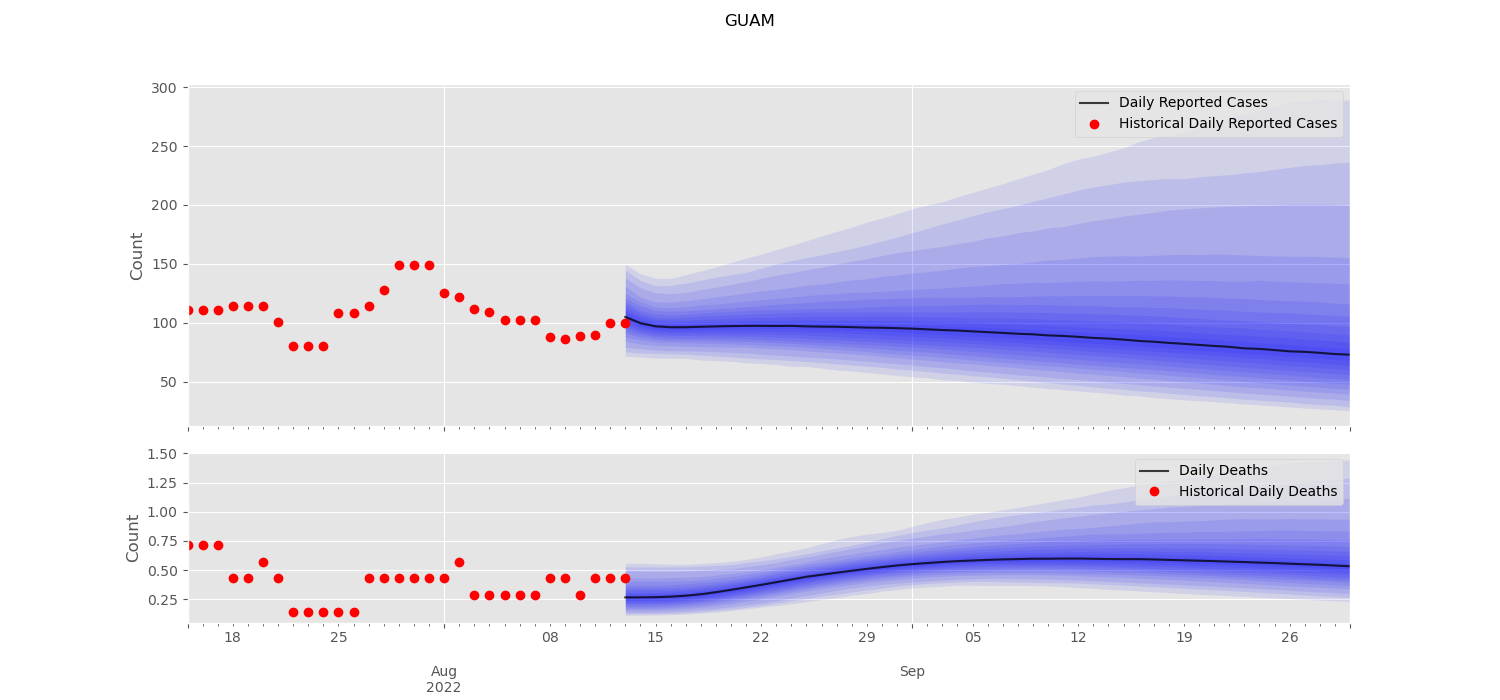 GUAM
300
250
200
150
100
50
Count
Daily Reported Cases
Historical Daily Reported Cases
1.50
1.25
1.00
0.75
0.50
0.25
Count
Daily Deaths
Historical Daily Deaths
18 25 08 15 22 29 05 12 19 26
Aug Sep
2022